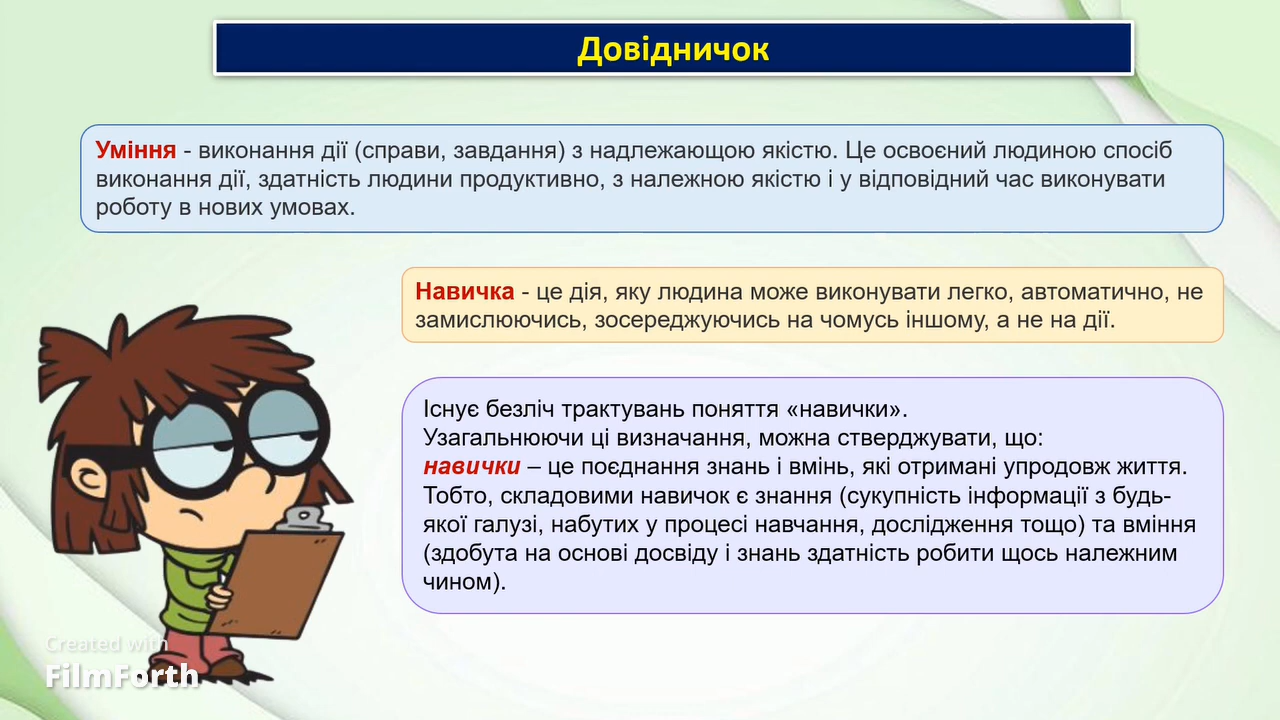 Довідничок
Уміння - виконання дії (справи, завдання) з надлежающою якістю. Це освоєний людиною спосіб
виконання дії, здатність людини продуктивно, з належною якістю і у відповідний час виконувати
роботу в нових умовах.
Навичка - це дія, яку людина може виконувати легко, автоматично, не
замислюючись, зосереджуючись на чомусь іншому, а не на дії.
Існує безліч трактувань поняття «навички».
Узагальнюючи ці визначання, можна стверджувати, що:
навички – це поєднання знань і вмінь, які отримані упродовж життя.
Тобто, складовими навичок є знання (сукупність інформації з будь-
якої галузі, набутих у процесі навчання, дослідження тощо) та вміння
(здобута на основі досвіду і знань здатність робити щось належним
чином).
Created with
FilmForth